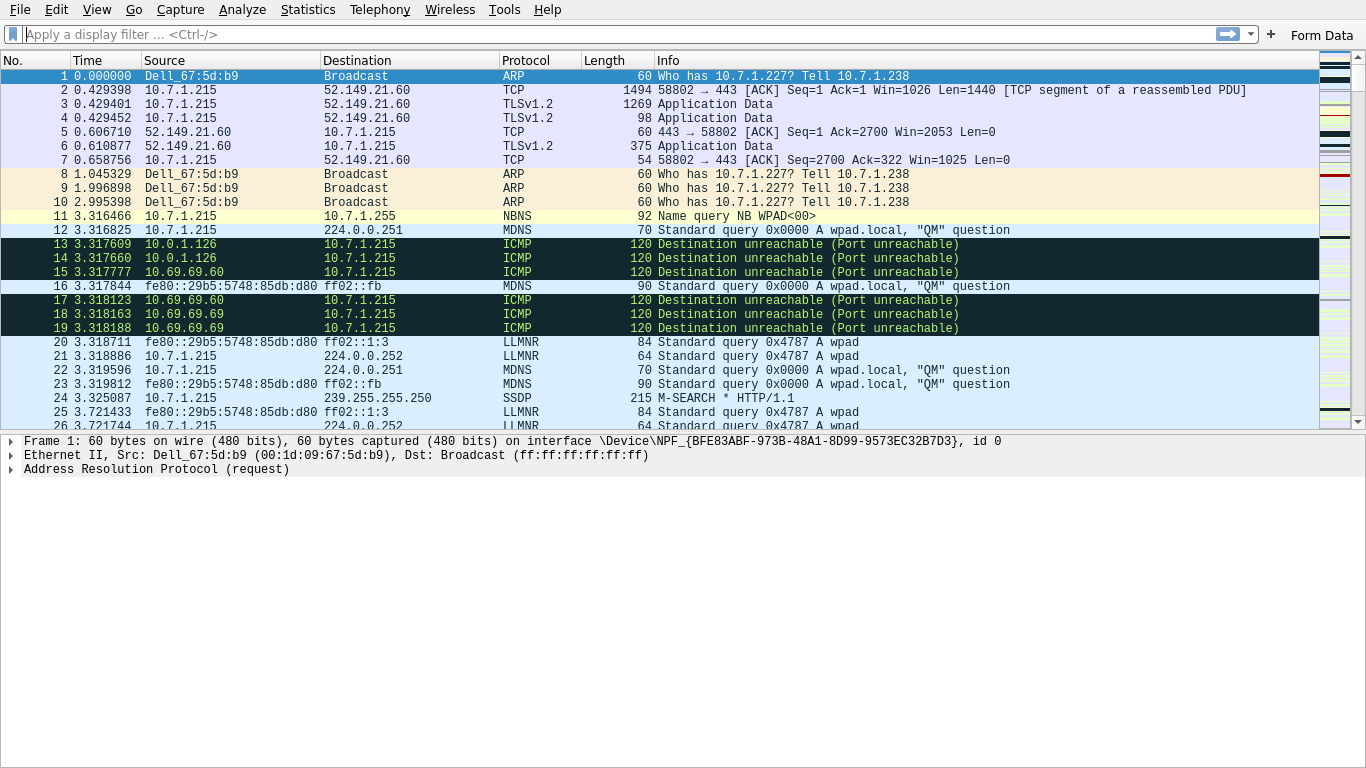 File Edit View Go Capture Analyze Statistics Telephony Wireless Tools Help
Apply a display filter … <Ctrl-/> + Form Data
No. Time Source Destination Protocol Length Info
1 0.000000 Dell_67:5d:b9 Broadcast ARP 60 Who has 10.7.1.227? Tell 10.7.1.238
2 0.429398 10.7.1.215 52.149.21.60 TCP 1494 58802 → 443 [ACK] Seq=1 Ack=1 Win=1026 Len=1440 [TCP segment of a reassembled PDU]
3 0.429401 10.7.1.215 52.149.21.60 TLSv1.2 1269 Application Data
4 0.429452 10.7.1.215 52.149.21.60 TLSv1.2 98 Application Data
5 0.606710 52.149.21.60 10.7.1.215 TCP 60 443 → 58802 [ACK] Seq=1 Ack=2700 Win=2053 Len=0
6 0.610877 52.149.21.60 10.7.1.215 TLSv1.2 375 Application Data
7 0.658756 10.7.1.215 52.149.21.60 TCP 54 58802 → 443 [ACK] Seq=2700 Ack=322 Win=1025 Len=0
8 1.045329 Dell_67:5d:b9 Broadcast ARP 60 Who has 10.7.1.227? Tell 10.7.1.238
9 1.996898 Dell_67:5d:b9 Broadcast ARP 60 Who has 10.7.1.227? Tell 10.7.1.238
10 2.995398 Dell_67:5d:b9 Broadcast ARP 60 Who has 10.7.1.227? Tell 10.7.1.238
11 3.316466 10.7.1.215 10.7.1.255 NBNS 92 Name query NB WPAD<00>
12 3.316825 10.7.1.215 224.0.0.251 MDNS 70 Standard query 0x0000 A wpad.local, "QM" question
13 3.317609 10.0.1.126 10.7.1.215 ICMP 120 Destination unreachable (Port unreachable)
14 3.317660 10.0.1.126 10.7.1.215 ICMP 120 Destination unreachable (Port unreachable)
15 3.317777 10.69.69.60 10.7.1.215 ICMP 120 Destination unreachable (Port unreachable)
16 3.317844 fe80::29b5:5748:85db:d80 ff02::fb MDNS 90 Standard query 0x0000 A wpad.local, "QM" question
17 3.318123 10.69.69.60 10.7.1.215 ICMP 120 Destination unreachable (Port unreachable)
18 3.318163 10.69.69.69 10.7.1.215 ICMP 120 Destination unreachable (Port unreachable)
19 3.318188 10.69.69.69 10.7.1.215 ICMP 120 Destination unreachable (Port unreachable)
20 3.318711 fe80::29b5:5748:85db:d80 ff02::1:3 LLMNR 84 Standard query 0x4787 A wpad
21 3.318886 10.7.1.215 224.0.0.252 LLMNR 64 Standard query 0x4787 A wpad
22 3.319596 10.7.1.215 224.0.0.251 MDNS 70 Standard query 0x0000 A wpad.local, "QM" question
23 3.319812 fe80::29b5:5748:85db:d80 ff02::fb MDNS 90 Standard query 0x0000 A wpad.local, "QM" question
24 3.325087 10.7.1.215 239.255.255.250 SSDP 215 M-SEARCH * HTTP/1.1
25 3.721433 fe80::29b5:5748:85db:d80 ff02::1:3 LLMNR 84 Standard query 0x4787 A wpad
26 3.721744 10.7.1.215 224.0.0.252 LLMNR 64 Standard query 0x4787 A wpad
Frame 1: 60 bytes on wire (480 bits), 60 bytes captured (480 bits) on interface \Device\NPF_{BFE83ABF-973B-48A1-8D99-9573EC32B7D3}, id 0
Ethernet II, Src: Dell_67:5d:b9 (00:1d:09:67:5d:b9), Dst: Broadcast (ff:ff:ff:ff:ff:ff)
Address Resolution Protocol (request)